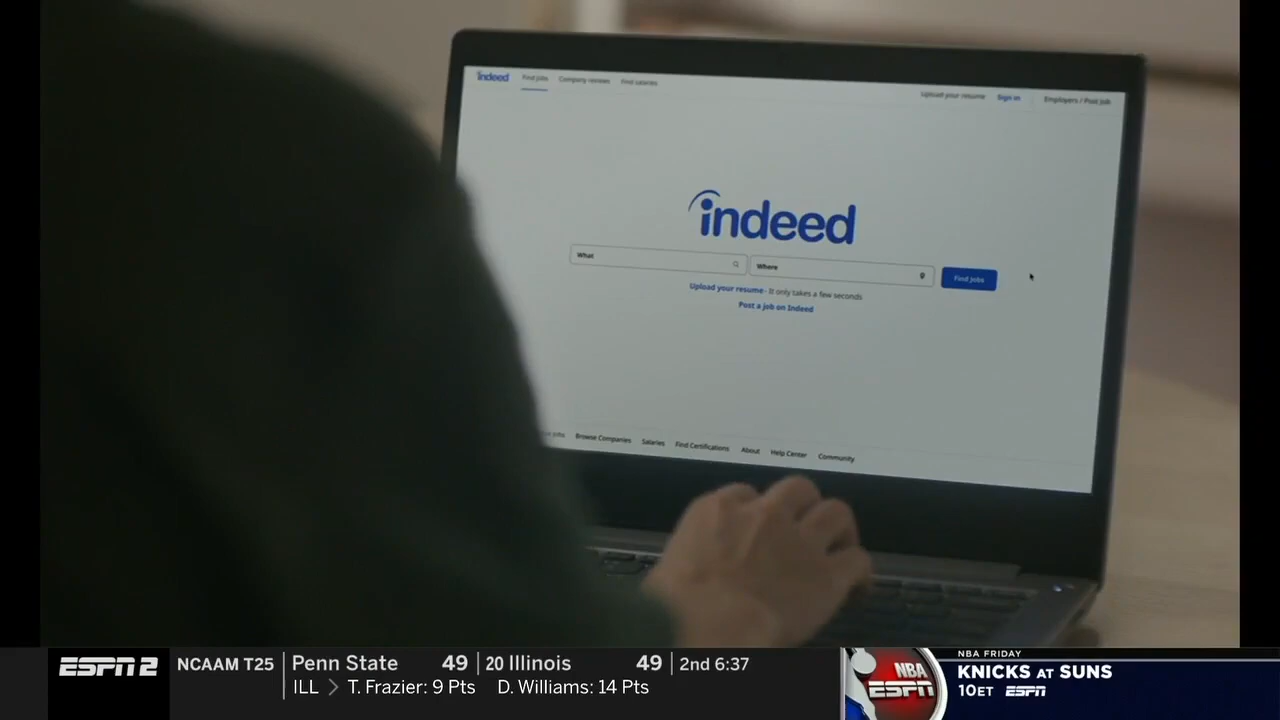 indeed Find jobs Company reviews Find salaries Upload your resume Sign in Employers / Post Job
indeed
What Where Find jobs
Upload your resume - It only takes a few seconds
Post a job on Indeed
Jobs Browse Companies Salaries Find Certifications About Help Center Community
ESPN2 NCAAM T25 Penn State 49 20 Illinois 49 2nd 6:37
ILL > T. Frazier: 9 Pts D. Williams: 14 Pts
NBA
ESPN
NBA FRIDAY
KNICKS AT SUNS
10ET ESPN